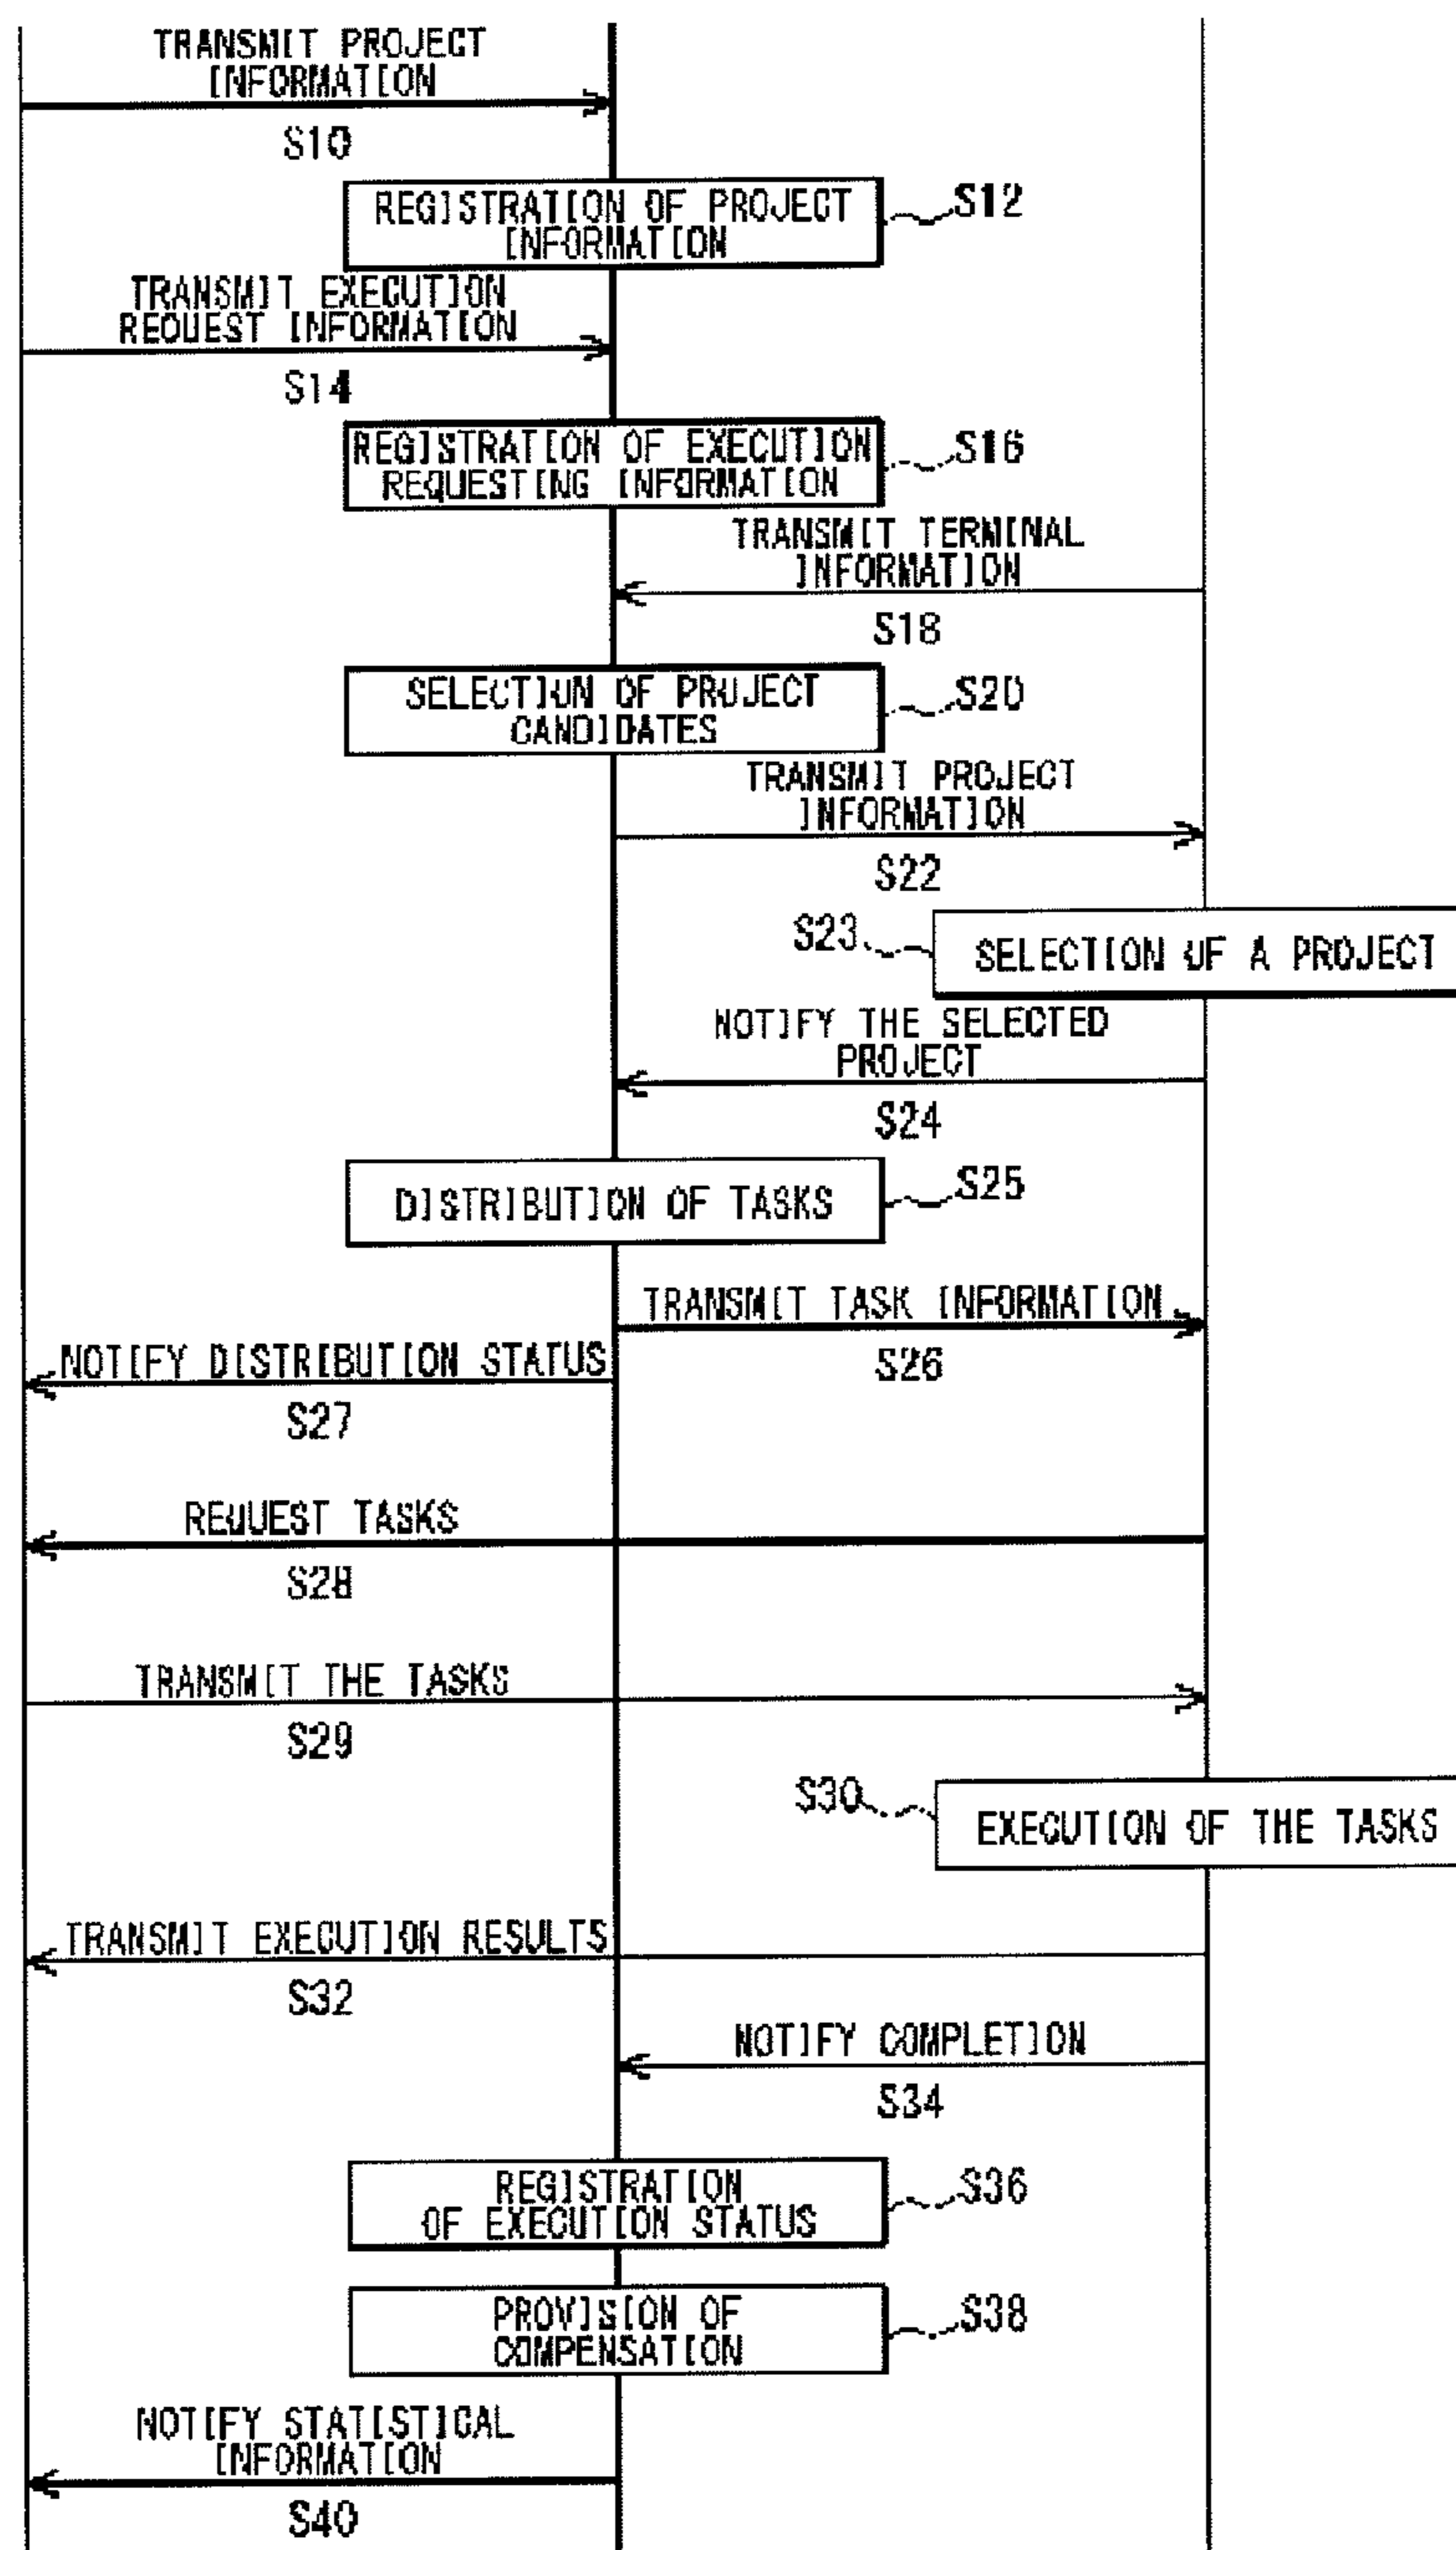 TRANSMIT PROJECT
INFORMATION
S10
REGISTRATION OF PROJECT
INFORMATION
S12
TRANSMIT EXECUTION
REQUEST INFORMATION
S14
REGISTRATION OF EXECUTION
REQUESTING INFORMATION
S16
TRANSMIT TERMINAL
INFORMATION
S18
SELECTION OF PROJECT
CANDIDATES
S20
TRANSMIT PROJECT
INFORMATION
S22
S23
SELECTION OF A PROJECT
NOTIFY THE SELECTED
PROJECT
S24
DISTRIBUTION OF TASKS
S25
TRANSMIT TASK INFORMATION
S26
NOTIFY DISTRIBUTION STATUS
S27
REQUEST TASKS
S28
TRANSMIT THE TASKS
S29
S30
EXECUTION OF THE TASKS
TRANSMIT EXECUTION RESULTS
S32
NOTIFY COMPLETION
S34
REGISTRATION
OF EXECUTION STATUS
S36
PROVISION OF
COMPENSATION
S38
NOTIFY STATISTICAL
INFORMATION
S40